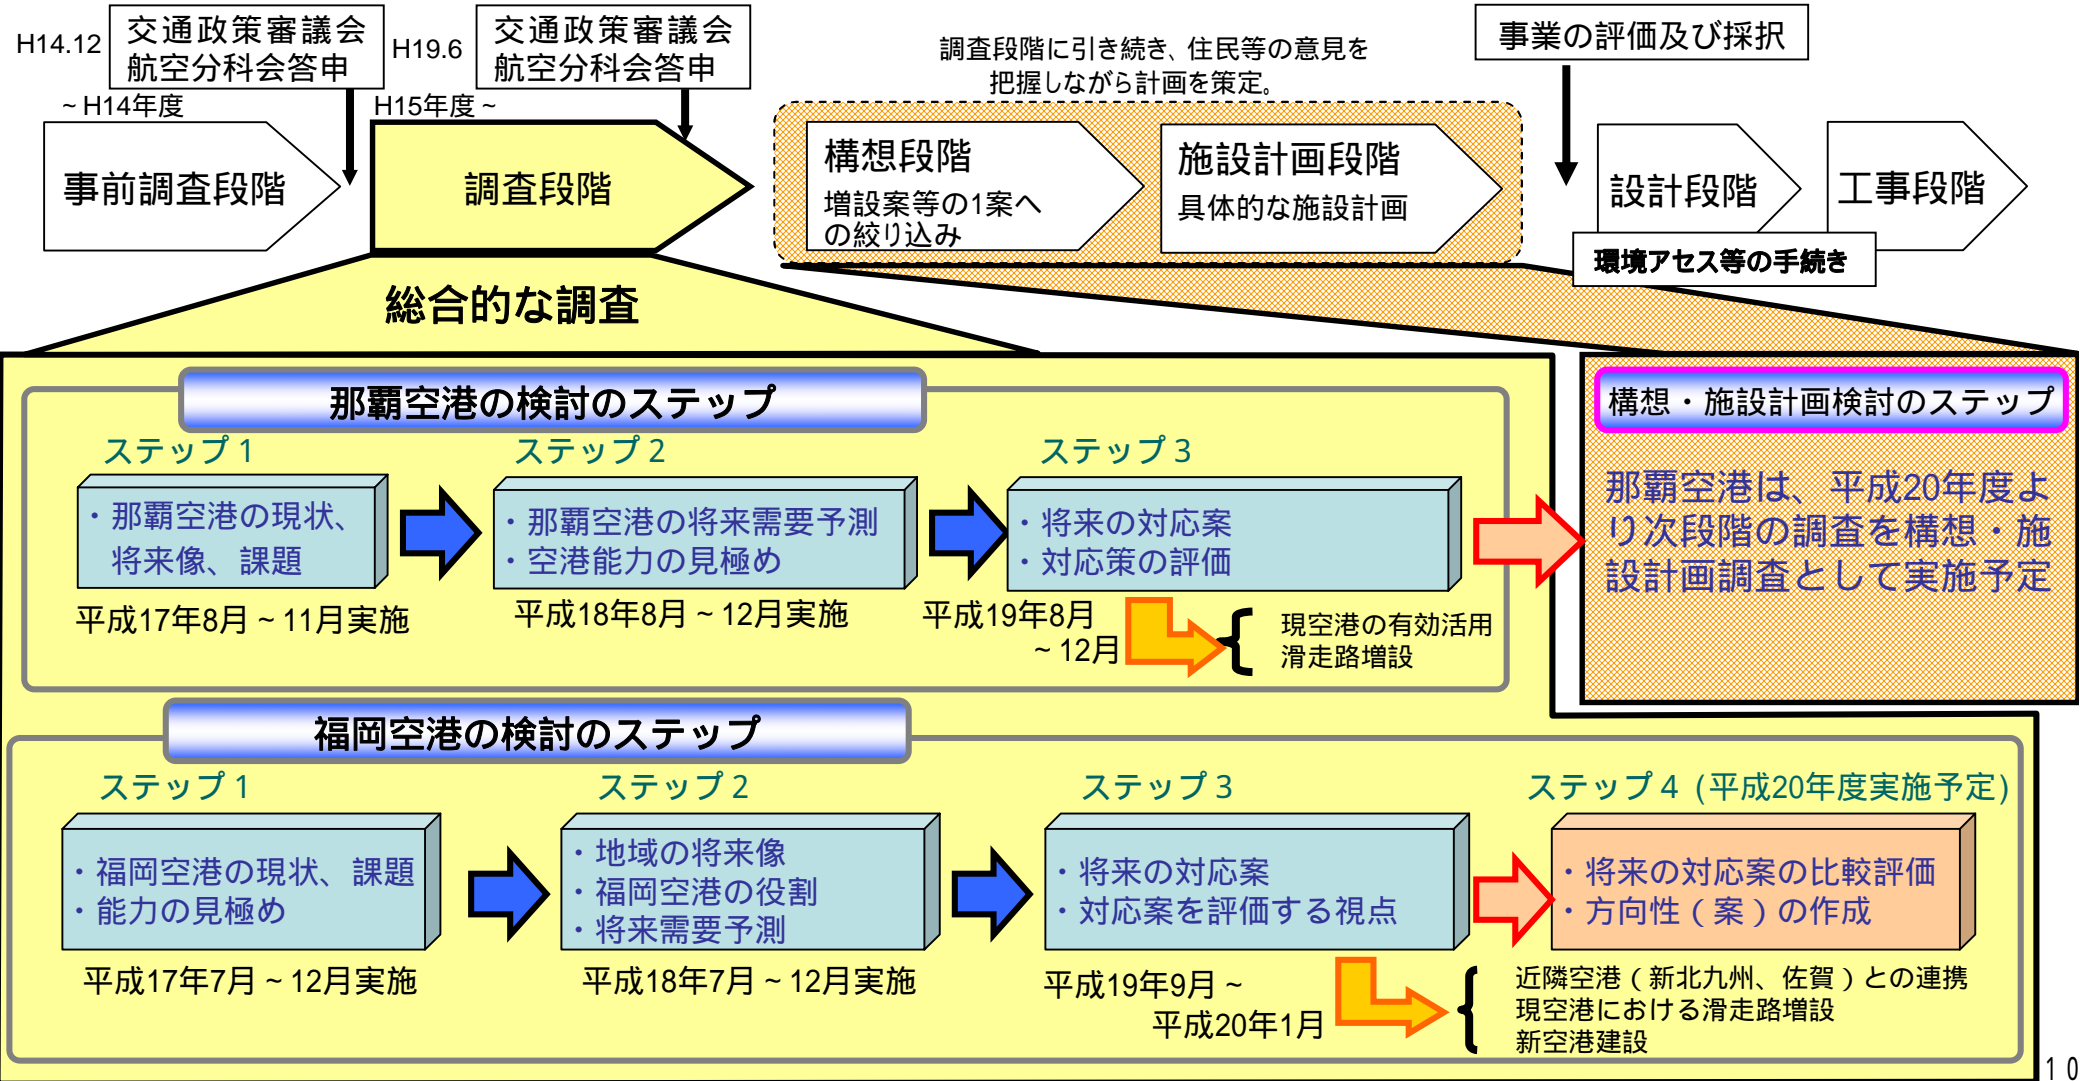 H14.12
交通政策審議会
航空分科会答申
H19.6
交通政策審議会
航空分科会答申
調査段階に引き続き、住民等の意見を
把握しながら計画を策定。
事業の評価及び採択
~H14年度
H15年度~
事前調査段階
調査段階
構想段階
増設案等の1案へ
の絞り込み
施設計画段階
具体的な施設計画
設計段階
工事段階
環境アセス等の手続き
総合的な調査
那覇空港の検討のステップ
ステップ1
・那覇空港の現状、
将来像、課題
平成17年8月~11月実施
ステップ2
・那覇空港の将来需要予測
・空港能力の見極め
平成18年8月~12月実施
ステップ3
・将来の対応案
・対応策の評価
平成19年8月
~12月
現空港の有効活用
滑走路増設
構想・施設計画検討のステップ
那覇空港は、平成20年度よ
り次段階の調査を構想・施
設計画調査として実施予定
福岡空港の検討のステップ
ステップ1
・福岡空港の現状、課題
・能力の見極め
平成17年7月~12月実施
ステップ2
・地域の将来像
・福岡空港の役割
・将来需要予測
平成18年7月~12月実施
ステップ3
・将来の対応案
・対応案を評価する視点
平成19年9月~
平成20年1月
ステップ4(平成20年度実施予定)
・将来の対応案の比較評価
・方向性(案)の作成
近隣空港(新北九州、佐賀)との連携
現空港における滑走路増設
新空港建設
10